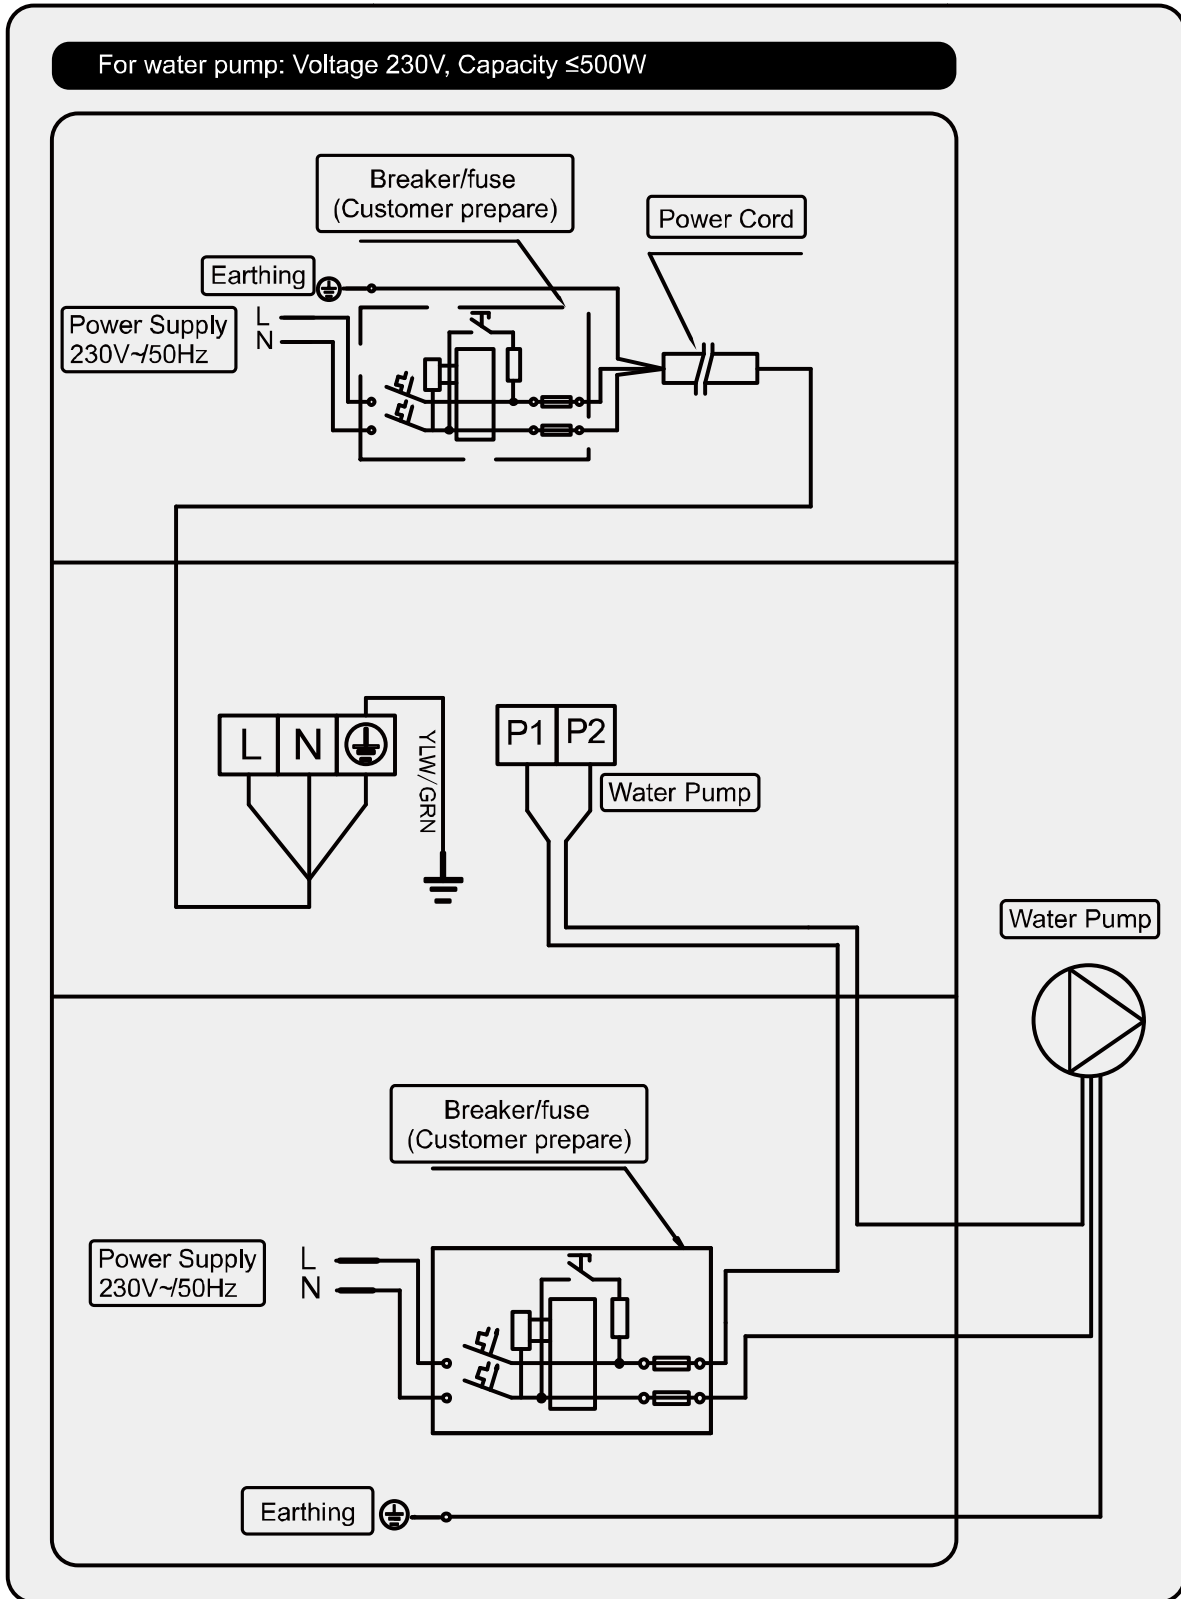 For water pump: Voltage 230V, Capacity ≤500W
Breaker/fuse
(Customer prepare)
Power Cord
Earthing
Power Supply
230V~/50Hz
L
N
L N
YLW/GRN
P1 P2
Water Pump
Water Pump
Breaker/fuse
(Customer prepare)
Power Supply
230V~/50Hz
L
N
Earthing